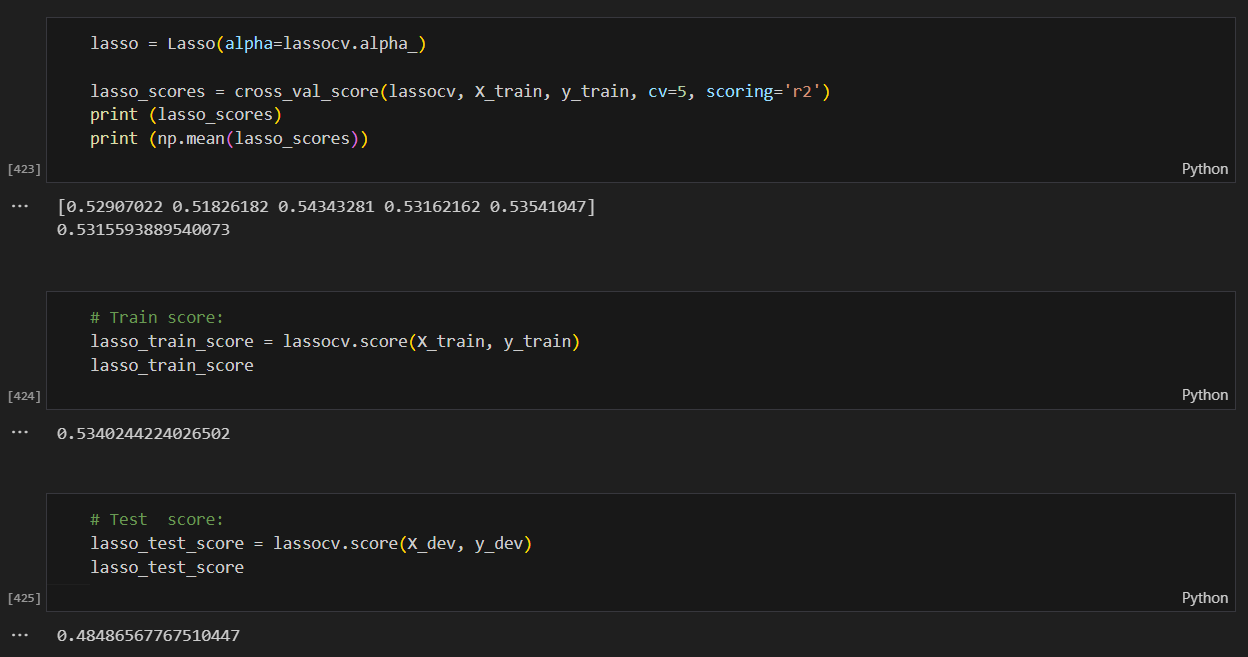 lasso = Lasso(alpha=lassocv.alpha_)
lasso_scores = cross_val_score(lassocv, X_train, y_train, cv=5, scoring='r2')
print (lasso_scores)
print (np.mean(lasso_scores))
[423]
Python
... [0.52907022 0.51826182 0.54343281 0.53162162 0.53541047]
0.5315593889540073
# Train score:
lasso_train_score = lassocv.score(X_train, y_train)
lasso_train_score
[424]
Python
... 0.5340244224026502
# Test  score:
lasso_test_score = lassocv.score(X_dev, y_dev)
lasso_test_score
[425]
Python
... 0.48486567767510447